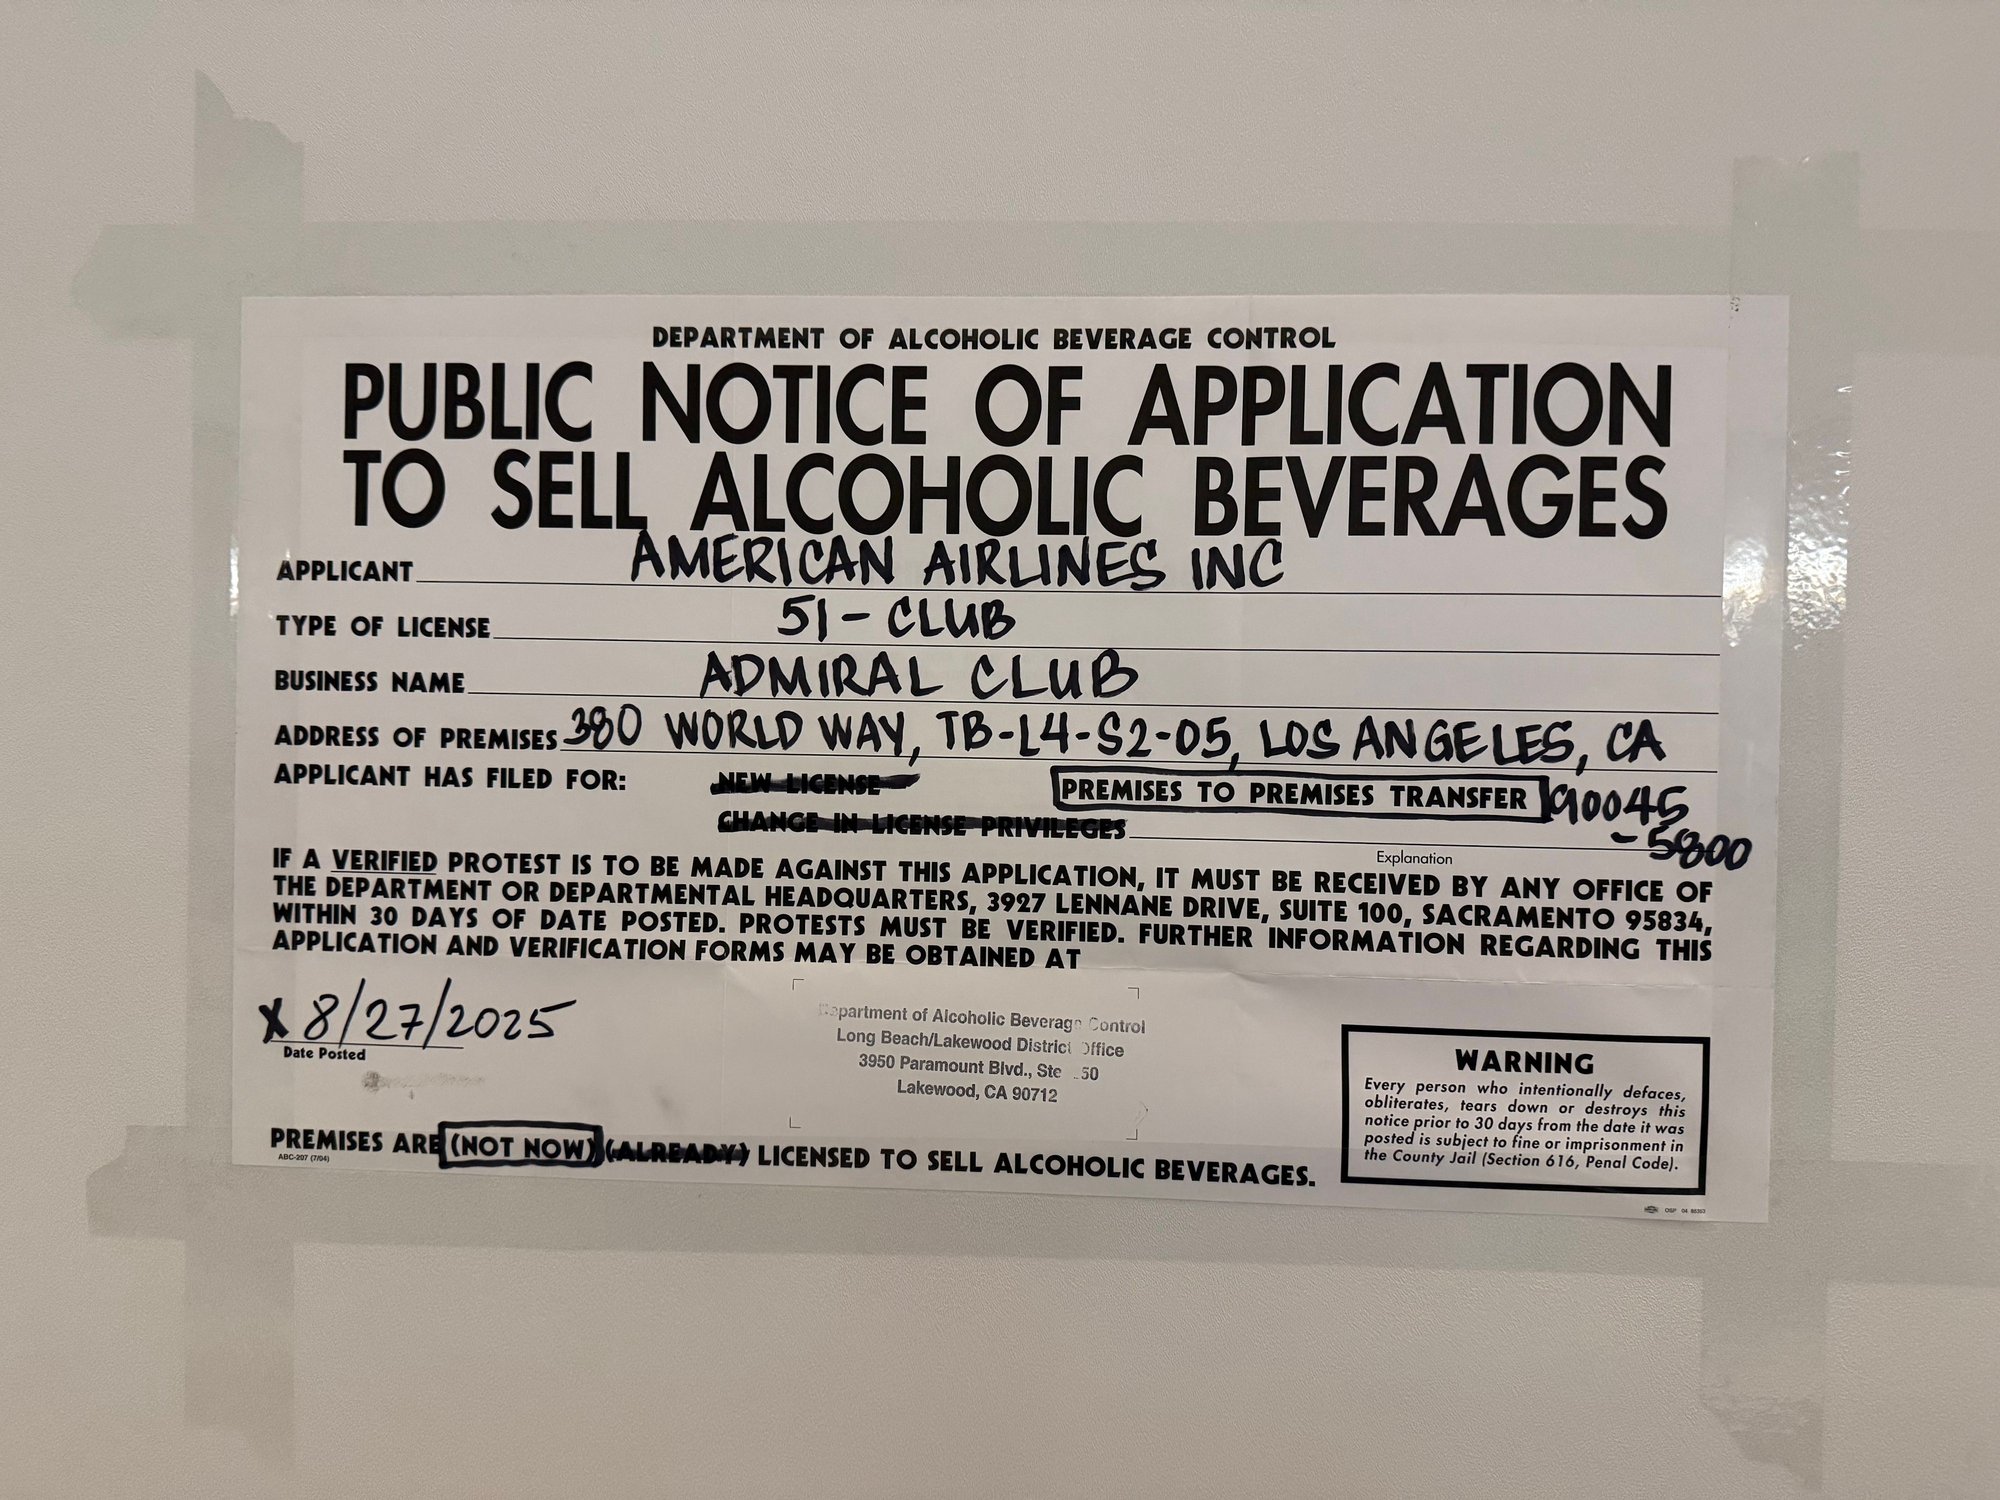 DEPARTMENT OF ALCOHOLIC BEVERAGE CONTROL
PUBLIC NOTICE OF APPLICATION
TO SELL ALCOHOLIC BEVERAGES
APPLICANT AMERICAN AIRLINES INC
TYPE OF LICENSE 51-CLUB
BUSINESS NAME ADMIRAL CLUB
ADDRESS OF PREMISES 380 WORLD WAY, TB-L4-S2-05, LOS ANGELES, CA
APPLICANT HAS FILED FOR: NEW LICENSE PREMISES TO PREMISES TRANSFER 90045
-5800
CHANGE IN LICENSE PRIVILEGES
Explanation
IF A VERIFIED PROTEST IS TO BE MADE AGAINST THIS APPLICATION, IT MUST BE RECEIVED BY ANY OFFICE OF
THE DEPARTMENT OR DEPARTMENTAL HEADQUARTERS, 3927 LENNANE DRIVE, SUITE 100, SACRAMENTO 95834,
WITHIN 30 DAYS OF DATE POSTED. PROTESTS MUST BE VERIFIED. FURTHER INFORMATION REGARDING THIS
APPLICATION AND VERIFICATION FORMS MAY BE OBTAINED AT
X 8/27/2025
Date Posted
Department of Alcoholic Beverage Control
Long Beach/Lakewood District Office
3950 Paramount Blvd., Ste
Lakewood, CA 90712
PREMISES ARE (NOT NOW) (ALREADY) LICENSED TO SELL ALCOHOLIC BEVERAGES.
ABC-207 (7/04)
WARNING
Every person who intentionally defaces,
obliterates, tears down or destroys this
notice prior to 30 days from the date it was
posted is subject to fine or imprisonment in
the County Jail (Section 616, Penal Code).
OSP 04